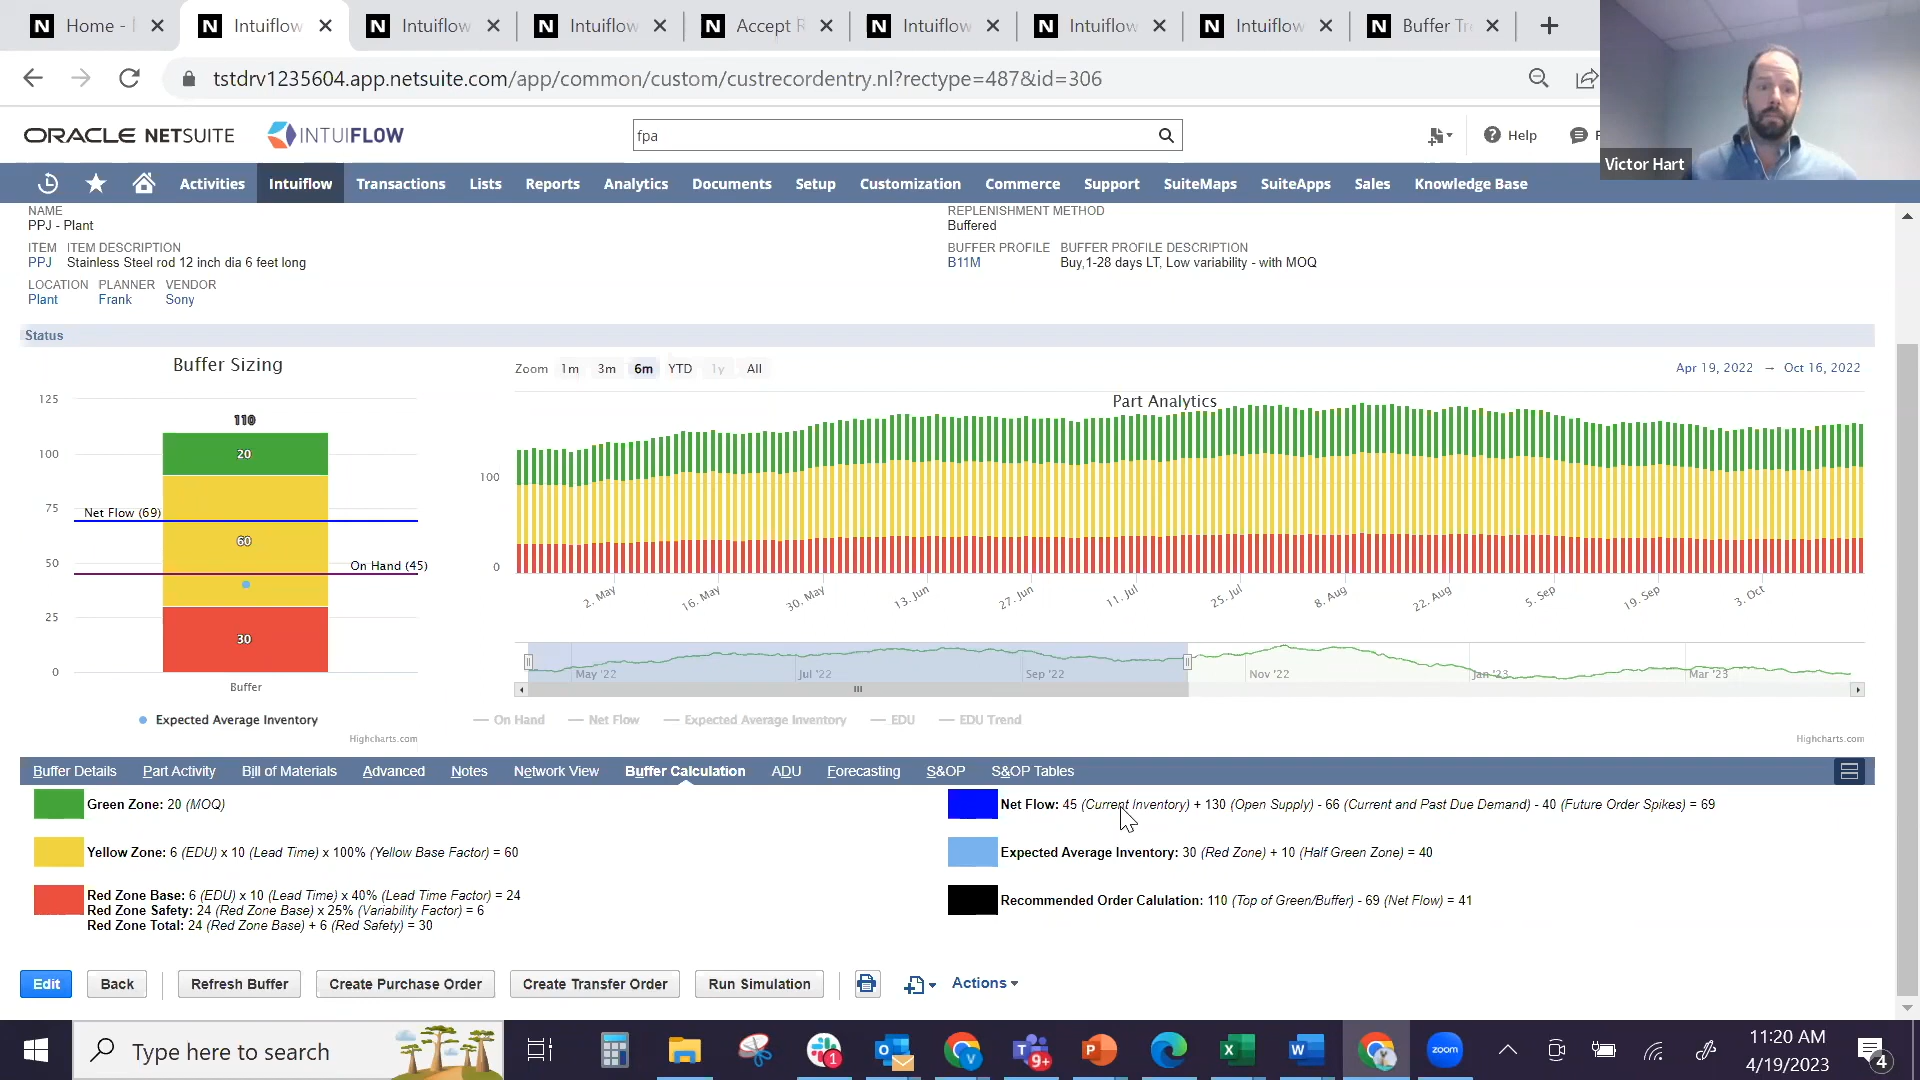 Home -
Intuiflow
Intuiflow
Intuiflow
Accept R
Intuiflow
Intuiflow
Intuiflow
Buffer Tr
tstdrv1235604.app.netsuite.com/app/common/custom/custrecordentry.nl?rectype=487&id=306
ORACLE NETSUITE
INTUIFLOW
fpa
Help
F
Victor Hart
Activities Intuiflow Transactions Lists Reports Analytics Documents Setup Customization Commerce Support SuiteMaps SuiteApps Sales Knowledge Base
NAME
PPJ - Plant
ITEM ITEM DESCRIPTION
PPJ Stainless Steel rod 12 inch dia 6 feet long
LOCATION PLANNER VENDOR
Plant Frank Sony
REPLENISHMENT METHOD
Buffered
BUFFER PROFILE BUFFER PROFILE DESCRIPTION
B11M Buy,1-28 days LT, Low variability - with MOQ
Status
Buffer Sizing
125
110
100
20
75
Net Flow (69)
60
50
On Hand (45)
25
30
0
Buffer
Expected Average Inventory
Highcharts.com
Zoom 1m 3m 6m YTD 1y All
Apr 19, 2022 → Oct 16, 2022
Part Analytics
100
0
2. May 16. May 30. May 13. Jun 27. Jun 11. Jul 25. Jul 8. Aug 22. Aug 5. Sep 19. Sep 3. Oct
May '22 Jul '22 Sep '22 Nov '22 Jan '23 Mar '23
On Hand Net Flow Expected Average Inventory EDU EDU Trend
Highcharts.com
Buffer Details Part Activity Bill of Materials Advanced Notes Network View Buffer Calculation ADU Forecasting S&OP S&OP Tables
Green Zone: 20 (MOQ)
Yellow Zone: 6 (EDU) x 10 (Lead Time) x 100% (Yellow Base Factor) = 60
Red Zone Base: 6 (EDU) x 10 (Lead Time) x 40% (Lead Time Factor) = 24
Red Zone Safety: 24 (Red Zone Base) x 25% (Variability Factor) = 6
Red Zone Total: 24 (Red Zone Base) + 6 (Red Safety) = 30
Net Flow: 45 (Current Inventory) + 130 (Open Supply) - 66 (Current and Past Due Demand) - 40 (Future Order Spikes) = 69
Expected Average Inventory: 30 (Red Zone) + 10 (Half Green Zone) = 40
Recommended Order Calulation: 110 (Top of Green/Buffer) - 69 (Net Flow) = 41
Edit Back Refresh Buffer Create Purchase Order Create Transfer Order Run Simulation Actions
Type here to search
1
V
9+
zoom
11:20 AM
4/19/2023
4